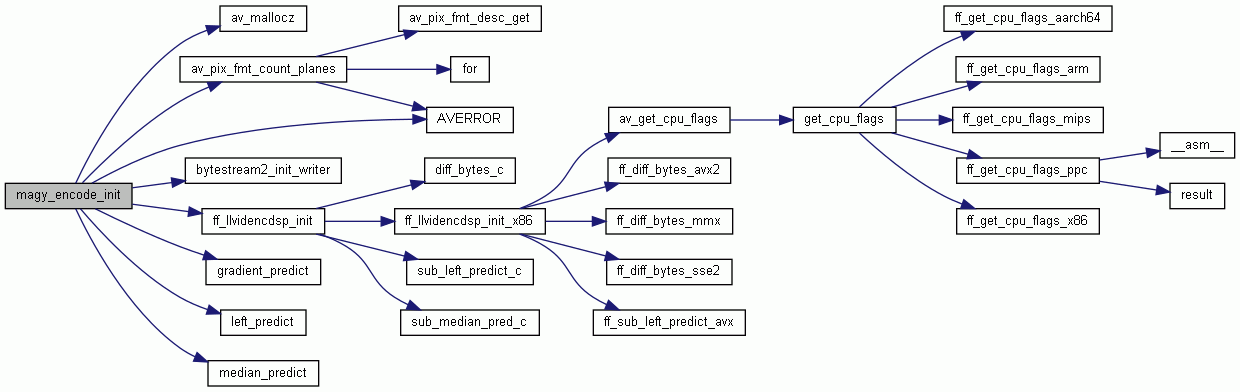 magy_encode_init
av_mallocz
av_pix_fmt_count_planes
av_pix_fmt_desc_get
for
AVERROR
bytestream2_init_writer
ff_llvidencdsp_init
diff_bytes_c
ff_llvidencdsp_init_x86
sub_left_predict_c
sub_median_pred_c
av_get_cpu_flags
ff_diff_bytes_avx2
ff_diff_bytes_mmx
ff_diff_bytes_sse2
ff_sub_left_predict_avx
get_cpu_flags
ff_get_cpu_flags_aarch64
ff_get_cpu_flags_arm
ff_get_cpu_flags_mips
ff_get_cpu_flags_ppc
ff_get_cpu_flags_x86
__asm__
result
gradient_predict
left_predict
median_predict